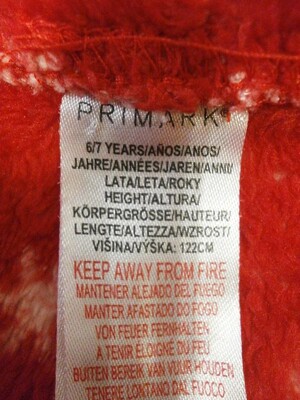 PRIMARK
6/7 YEARS/AÑOS/ANOS/
JAHRE/ANNÉES/JAREN/ANNI/
LATA/LETA/ROKY
HEIGHT/ALTURA/
KÖRPERGRÖSSE/HAUTEUR/
LENGTE/ALTEZZA/WZROST/
VIŠINA/VÝŠKA: 122CM
KEEP AWAY FROM FIRE
MANTENER ALEJADO DEL FUEGO
MANTER AFASTADO DO FOGO
VON FEUER FERNHALTEN
A TENIR ÉLOIGNÉ DU FEU
BUITEN BEREIK VAN VUUR HOUDEN
TENERE LONTANO DAL FUOCO